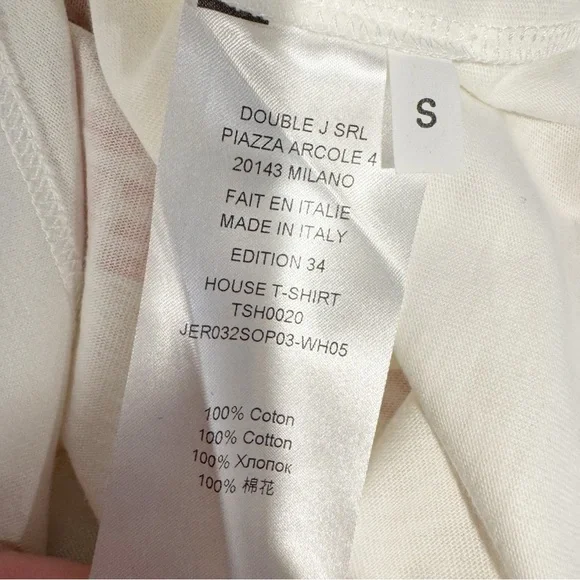 DOUBLE J SRL
PIAZZA ARCOLE 4
20143 MILANO
FAIT EN ITALIE
MADE IN ITALY
EDITION 34
HOUSE T-SHIRT
TSH0020
JER032SOP03-WH05
100% Coton
100% Cotton
100% Хлопок
100% 棉花
S